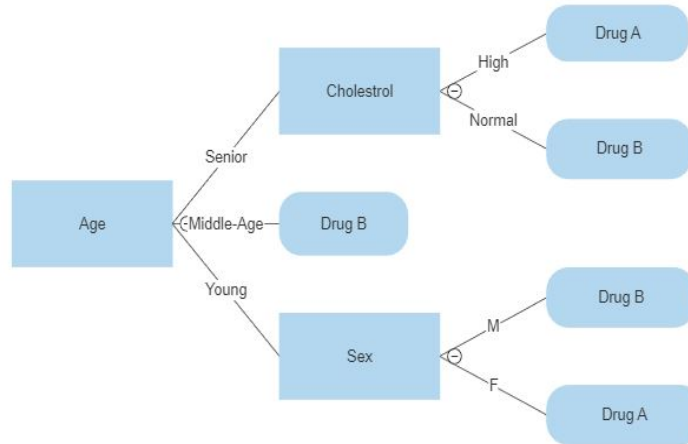 Drug A
High
Cholestrol
Normal
Drug B
Senior
Age
Middle-Age
Drug B
Young
Drug B
M
Sex
F
Drug A